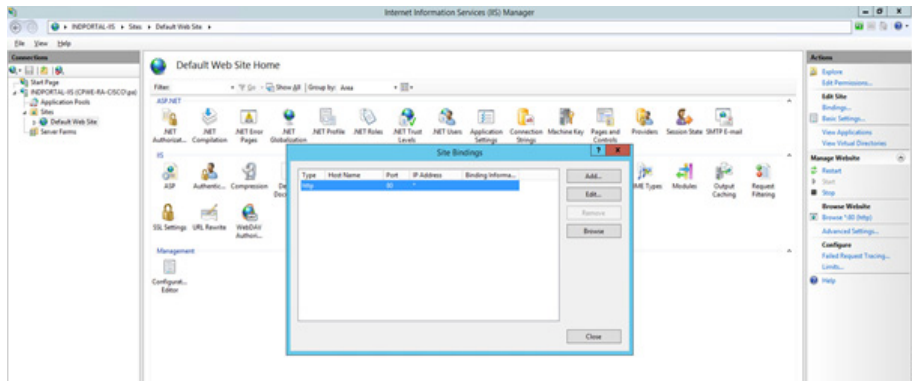 Internet Information Services (IIS) Manager
INDPORTAL-IIS
Sites
Default Web Site
File View Help
Connections
Start Page
INDPORTAL-IIS (CPWE-RA-CISCO\pa)
Application Pools
Sites
Default Web Site
Server Farms
Default Web Site Home
Filter:
Go
Show All
Group by: Area
ASP.NET
.NET Authorizat...
.NET Compilation
.NET Error Pages
.NET Globalization
.NET Profile
.NET Roles
.NET Trust Levels
.NET Users
Application Settings
Connection Strings
Machine Key
Pages and Controls
Providers
Session State
SMTP E-mail
IIS
ASP
Authentic...
Compression
MIME Types
Modules
Output Caching
Request Filtering
SSL Settings
URL Rewrite
WebDAV Authori...
Management
Configurat... Editor
Site Bindings
Type Host Name Port IP Address Binding Informa...
http 80 *
Add...
Edit...
Remove
Browse
Close
Actions
Explore
Edit Permissions...
Edit Site
Bindings...
Basic Settings...
View Applications
View Virtual Directories
Manage Website
Restart
Start
Stop
Browse Website
Browse *:80 (http)
Advanced Settings...
Configure
Failed Request Tracing...
Limits...
Help